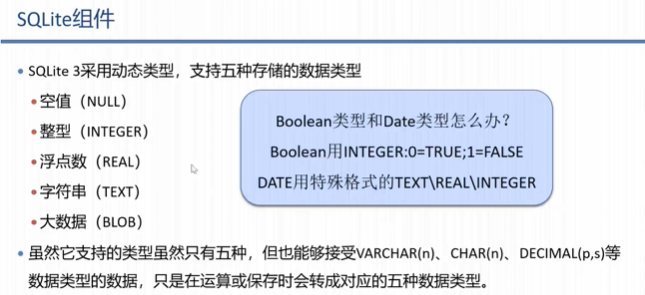 SQLite组件
• SQLite 3采用动态类型，支持五种存储的数据类型
• 空值（NULL）
• 整型（INTEGER）
• 浮点数（REAL）
• 字符串（TEXT）
• 大数据（BLOB）
Boolean类型和Date类型怎么办？
Boolean用INTEGER:0=TRUE;1=FALSE
DATE用特殊格式的TEXT\REAL\INTEGER
• 虽然它支持的类型虽然只有五种，但也能够接受VARCHAR(n)、CHAR(n)、DECIMAL(p,s)等
数据类型的数据，只是在运算或保存时会转成对应的五种数据类型。